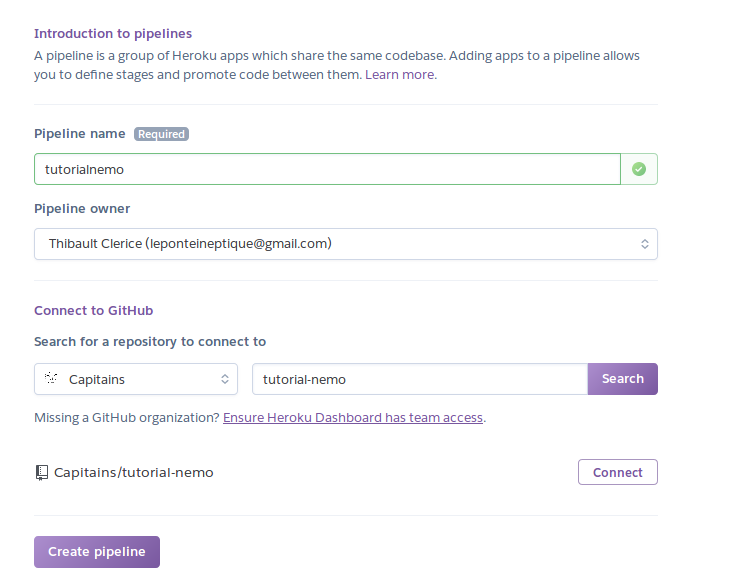 Introduction to pipelines
A pipeline is a group of Heroku apps which share the same codebase. Adding apps to a pipeline allows
you to define stages and promote code between them. Learn more.
Pipeline name Required
tutorialnemo
Pipeline owner
Thibault Clerice (leponteineptique@gmail.com)
Connect to GitHub
Search for a repository to connect to
Capitains tutorial-nemo Search
Missing a GitHub organization? Ensure Heroku Dashboard has team access.
Capitains/tutorial-nemo Connect
Create pipeline